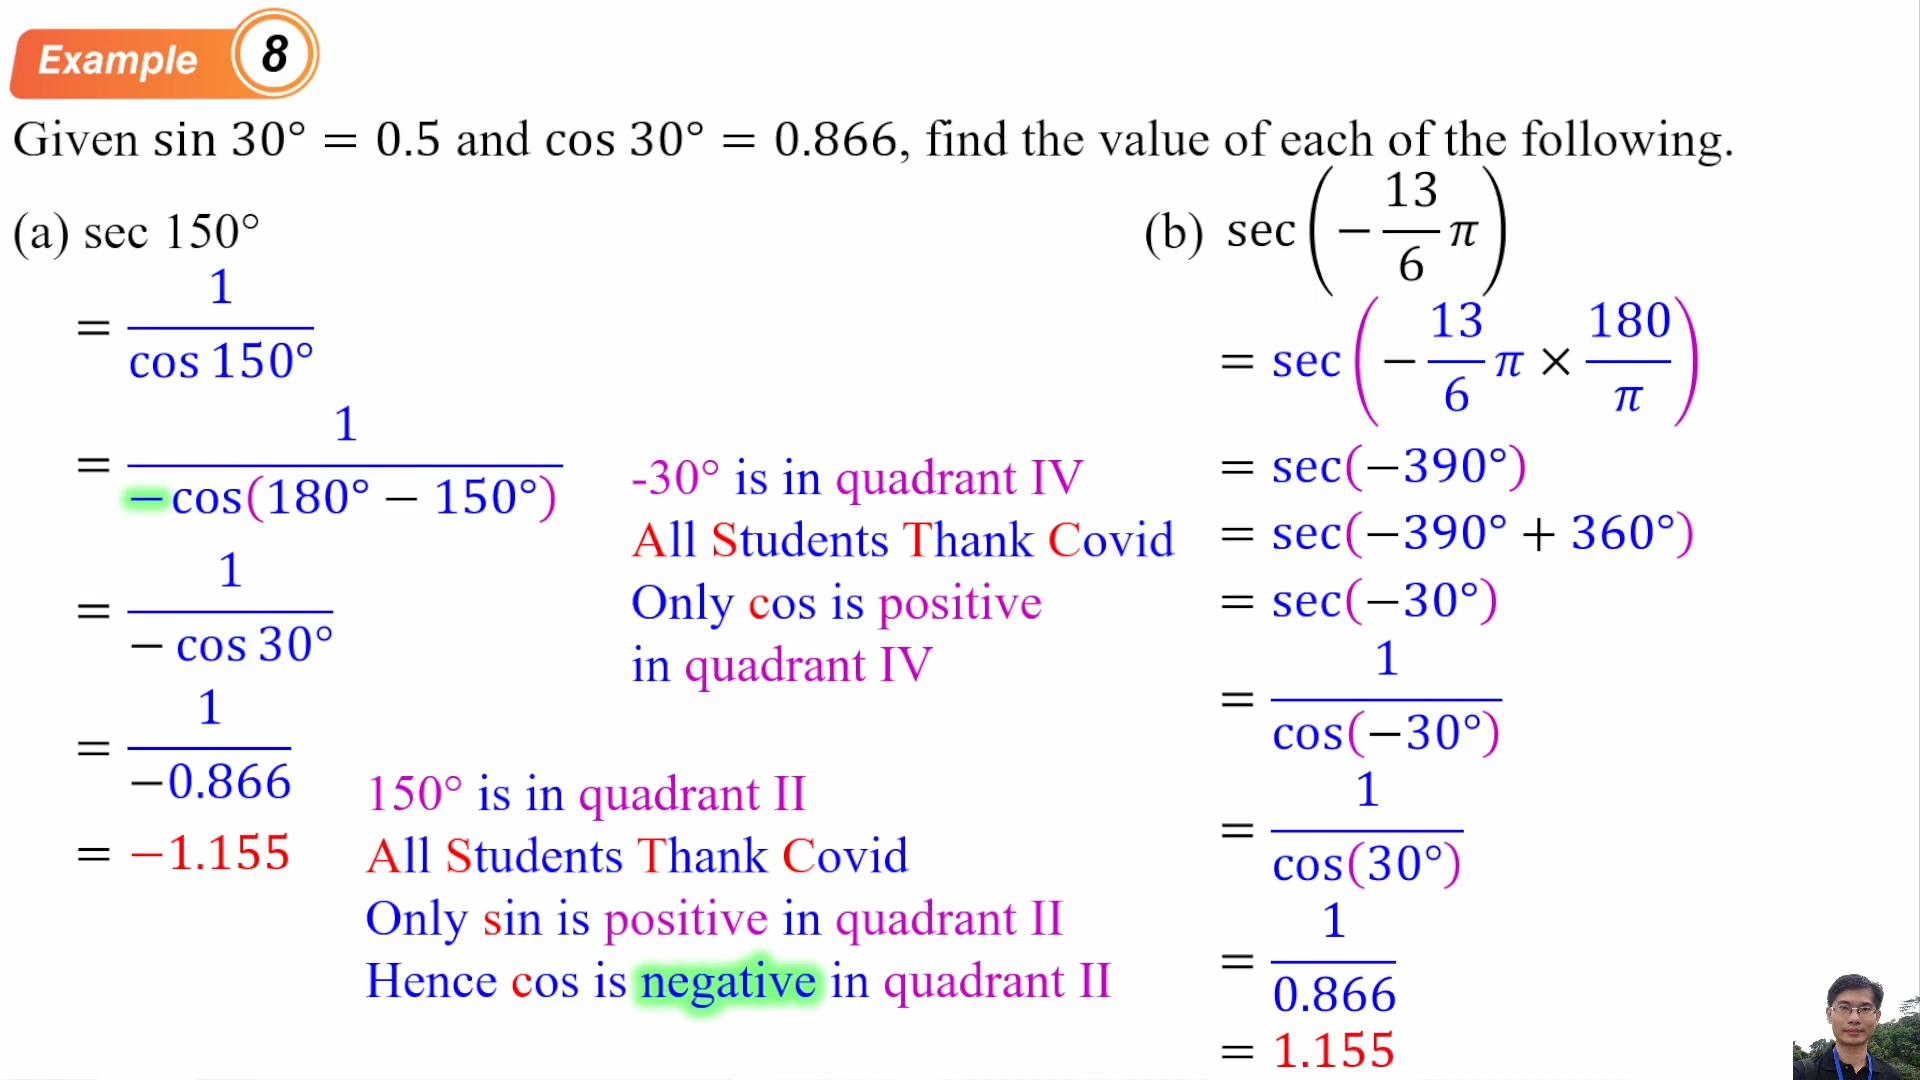 Example 8
Given sin 30° = 0.5 and cos 30° = 0.866, find the value of each of the following.
(a) sec 150°
= 1/(cos 150°)
= 1/(−cos(180° − 150°))
= 1/(− cos 30°)
= 1/(−0.866)
= −1.155
150° is in quadrant II
All Students Thank Covid
Only sin is positive in quadrant II
Hence cos is negative in quadrant II
(b) sec(−13/6 π)
= sec(−13/6 π × 180/π)
= sec(−390°)
= sec(−390° + 360°)
= sec(−30°)
= 1/(cos(−30°))
= 1/(cos(30°))
= 1/0.866
= 1.155
-30° is in quadrant IV
All Students Thank Covid
Only cos is positive
in quadrant IV